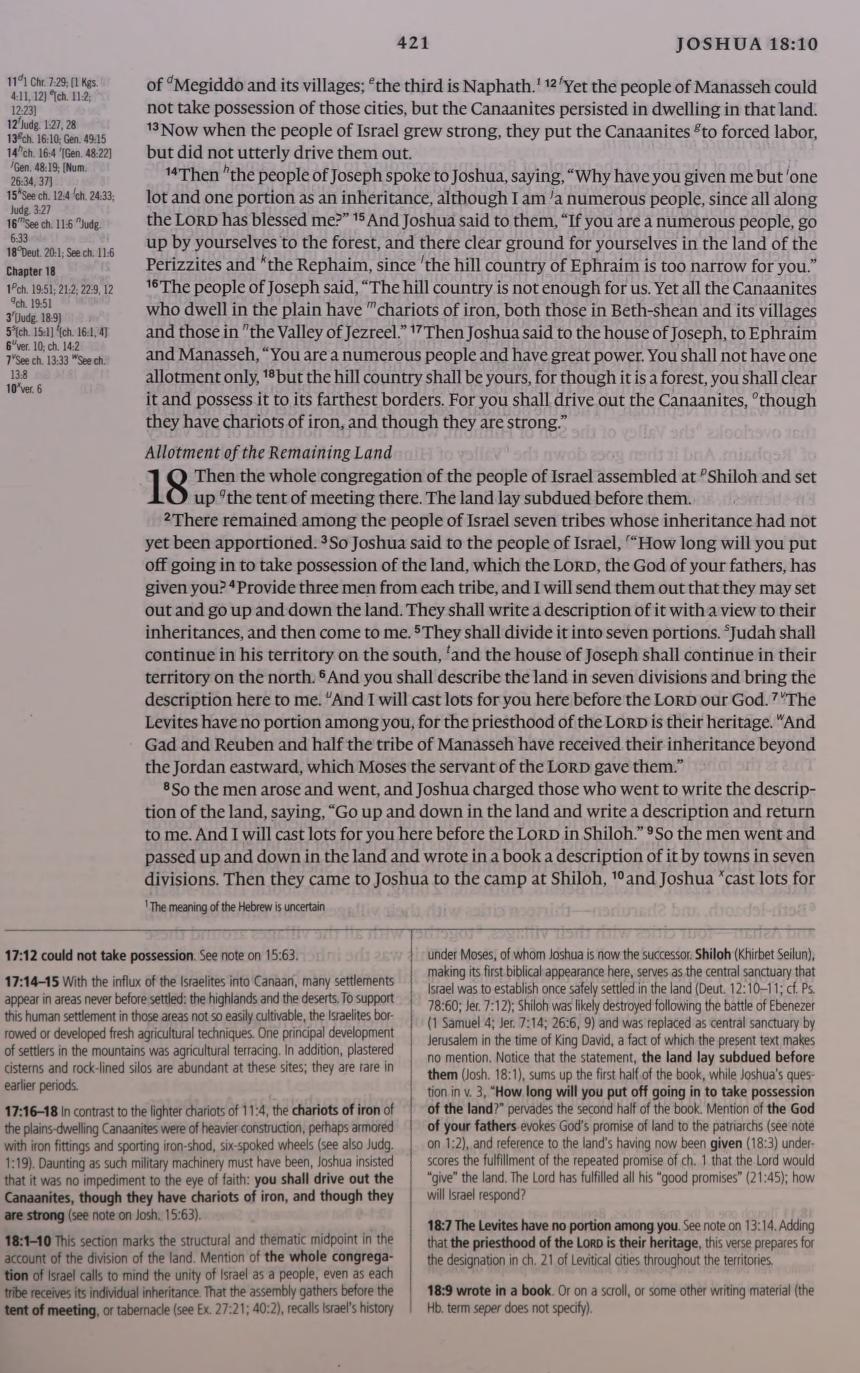 421
JOSHUA 18:10
11 d 1 Chr. 7:29; [1 Kgs.
4:11, 12] e [ch. 11:2;
12:23]
12 f Judg. 1:27, 28
13 g ch. 16:10; Gen. 49:15
14 h ch. 16:4 i [Gen. 48:22]
j Gen. 48:19; [Num.
26:34, 37]
15 k See ch. 12:4 l ch. 24:33;
Judg. 3:27
16 m See ch. 11:6 n Judg.
6:33
18 o Deut. 20:1; See ch. 11:6
Chapter 18
1 p ch. 19:51; 21:2; 22:9, 12
q ch. 19:51
3 r [Judg. 18:9]
5 s [ch. 15:1] t [ch. 16:1, 4]
6 u ver. 10; ch. 14:2
7 v See ch. 13:33 w See ch.
13:8
10 x ver. 6
of d Megiddo and its villages; e the third is Naphath.1 12 f Yet the people of Manasseh could
not take possession of those cities, but the Canaanites persisted in dwelling in that land.
13 Now when the people of Israel grew strong, they put the Canaanites g to forced labor,
but did not utterly drive them out.
14 Then h the people of Joseph spoke to Joshua, saying, “Why have you given me but i one
lot and one portion as an inheritance, although I am j a numerous people, since all along
the LORD has blessed me?” 15 And Joshua said to them, “If you are a numerous people, go
up by yourselves to the forest, and there clear ground for yourselves in the land of the
Perizzites and k the Rephaim, since l the hill country of Ephraim is too narrow for you.”
16 The people of Joseph said, “The hill country is not enough for us. Yet all the Canaanites
who dwell in the plain have m chariots of iron, both those in Beth-shean and its villages
and those in n the Valley of Jezreel.” 17 Then Joshua said to the house of Joseph, to Ephraim
and Manasseh, “You are a numerous people and have great power. You shall not have one
allotment only, 18 but the hill country shall be yours, for though it is a forest, you shall clear
it and possess it to its farthest borders. For you shall drive out the Canaanites, o though
they have chariots of iron, and though they are strong.”
Allotment of the Remaining Land
18 Then the whole congregation of the people of Israel assembled at p Shiloh and set
up q the tent of meeting there. The land lay subdued before them.
2 There remained among the people of Israel seven tribes whose inheritance had not
yet been apportioned. 3 So Joshua said to the people of Israel, r “How long will you put
off going in to take possession of the land, which the LORD, the God of your fathers, has
given you? 4 Provide three men from each tribe, and I will send them out that they may set
out and go up and down the land. They shall write a description of it with a view to their
inheritances, and then come to me. 5 They shall divide it into seven portions. s Judah shall
continue in his territory on the south, t and the house of Joseph shall continue in their
territory on the north. 6 And you shall describe the land in seven divisions and bring the
description here to me. u And I will cast lots for you here before the LORD our God. 7 v The
Levites have no portion among you, for the priesthood of the LORD is their heritage. w And
Gad and Reuben and half the tribe of Manasseh have received their inheritance beyond
the Jordan eastward, which Moses the servant of the LORD gave them.”
8 So the men arose and went, and Joshua charged those who went to write the descrip-
tion of the land, saying, “Go up and down in the land and write a description and return
to me. And I will cast lots for you here before the LORD in Shiloh.” 9 So the men went and
passed up and down in the land and wrote in a book a description of it by towns in seven
divisions. Then they came to Joshua to the camp at Shiloh, 10 and Joshua x cast lots for
1 The meaning of the Hebrew is uncertain
17:12 could not take possession. See note on 15:63.
17:14–15 With the influx of the Israelites into Canaan, many settlements
appear in areas never before settled: the highlands and the deserts. To support
this human settlement in those areas not so easily cultivable, the Israelites bor-
rowed or developed fresh agricultural techniques. One principal development
of settlers in the mountains was agricultural terracing. In addition, plastered
cisterns and rock-lined silos are abundant at these sites; they are rare in
earlier periods.
17:16–18 In contrast to the lighter chariots of 11:4, the chariots of iron of
the plains-dwelling Canaanites were of heavier construction, perhaps armored
with iron fittings and sporting iron-shod, six-spoked wheels (see also Judg.
1:19). Daunting as such military machinery must have been, Joshua insisted
that it was no impediment to the eye of faith: you shall drive out the
Canaanites, though they have chariots of iron, and though they
are strong (see note on Josh. 15:63).
18:1–10 This section marks the structural and thematic midpoint in the
account of the division of the land. Mention of the whole congrega-
tion of Israel calls to mind the unity of Israel as a people, even as each
tribe receives its individual inheritance. That the assembly gathers before the
tent of meeting, or tabernacle (see Ex. 27:21; 40:2), recalls Israel's history
under Moses, of whom Joshua is now the successor. Shiloh (Khirbet Seilun),
making its first biblical appearance here, serves as the central sanctuary that
Israel was to establish once safely settled in the land (Deut. 12:10–11; cf. Ps.
78:60; Jer. 7:12); Shiloh was likely destroyed following the battle of Ebenezer
(1 Samuel 4; Jer. 7:14; 26:6, 9) and was replaced as central sanctuary by
Jerusalem in the time of King David, a fact of which the present text makes
no mention. Notice that the statement, the land lay subdued before
them (Josh. 18:1), sums up the first half of the book, while Joshua's ques-
tion in v. 3, “How long will you put off going in to take possession
of the land?” pervades the second half of the book. Mention of the God
of your fathers evokes God's promise of land to the patriarchs (see note
on 1:2), and reference to the land's having now been given (18:3) under-
scores the fulfillment of the repeated promise of ch. 1 that the Lord would
“give” the land. The Lord has fulfilled all his “good promises” (21:45); how
will Israel respond?
18:7 The Levites have no portion among you. See note on 13:14. Adding
that the priesthood of the LORD is their heritage, this verse prepares for
the designation in ch. 21 of Levitical cities throughout the territories.
18:9 wrote in a book. Or on a scroll, or some other writing material (the
Hb. term seper does not specify).